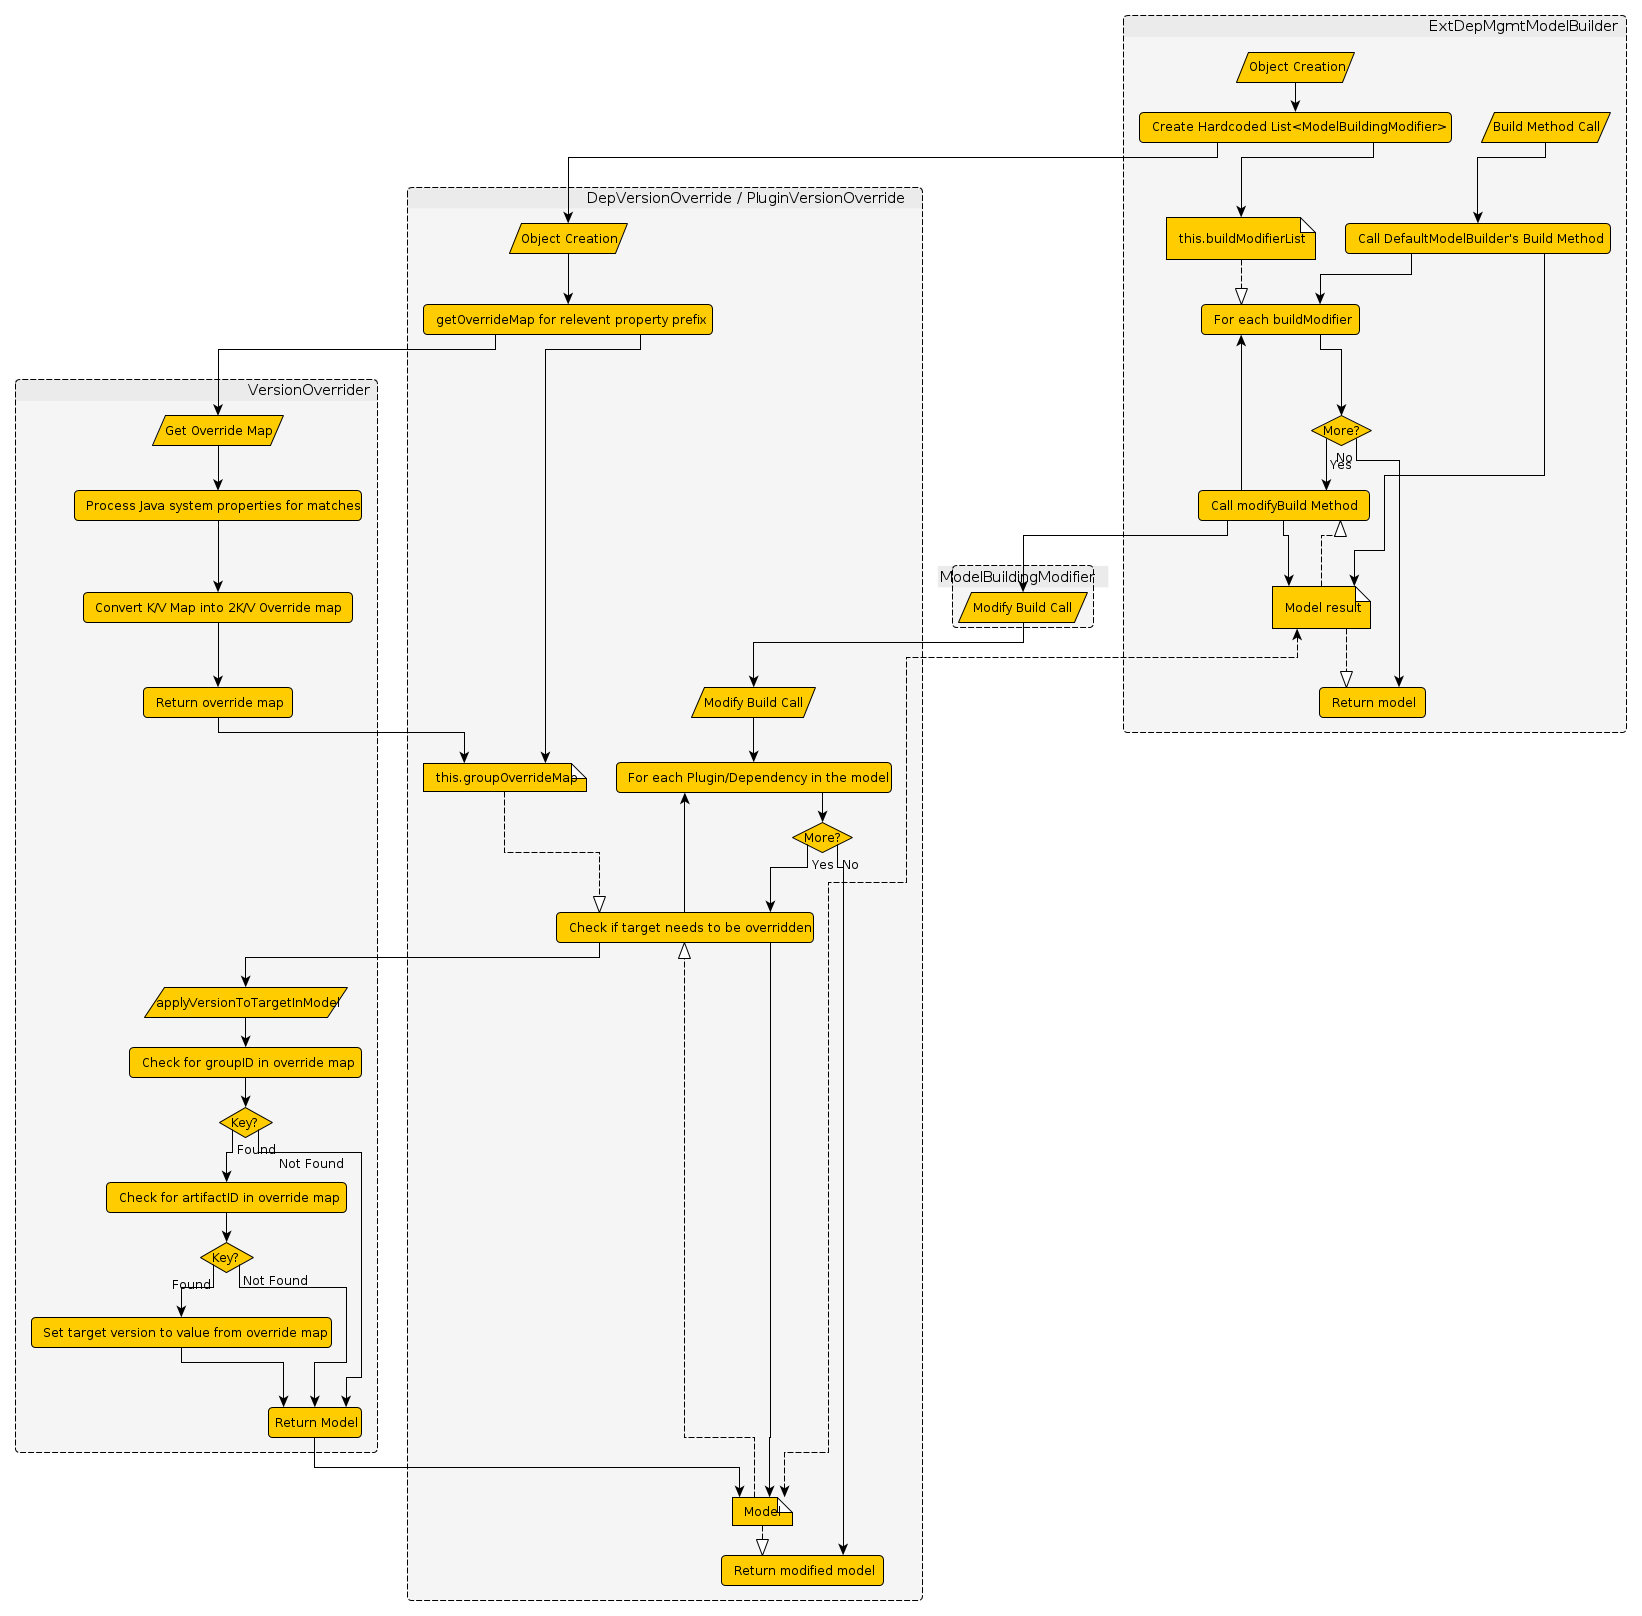 ExtDepMgmtModelBuilder
Object Creation
Create Hardcoded List<ModelBuildingModifier>
Build Method Call
DepVersionOverride / PluginVersionOverride
Object Creation
this.buildModifierList
Call DefaultModelBuilder's Build Method
getOverrideMap for relevent property prefix
For each buildModifier
VersionOverrider
Get Override Map
More?
No
Yes
Process Java system properties for matches
Call modifyBuild Method
ModelBuildingModifier
Convert K/V Map into 2K/V Override map
Modify Build Call
Model result
Return override map
Modify Build Call
Return model
this.groupOverrideMap
For each Plugin/Dependency in the model
More?
Yes
No
Check if target needs to be overridden
applyVersionToTargetInModel
Check for groupID in override map
Key?
Found
Not Found
Check for artifactID in override map
Key?
Found
Not Found
Set target version to value from override map
Return Model
Model
Return modified model